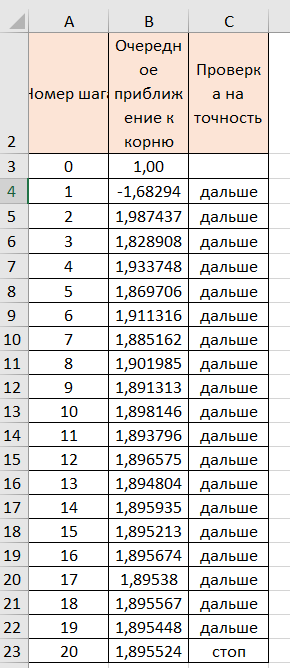 A B C
2 Номер шага Очередн
ое
приближ
ение к
корню Проверк
а на
точность
3 0 1,00
4 1 -1,68294 дальше
5 2 1,987437 дальше
6 3 1,828908 дальше
7 4 1,933748 дальше
8 5 1,869706 дальше
9 6 1,911316 дальше
10 7 1,885162 дальше
11 8 1,901985 дальше
12 9 1,891313 дальше
13 10 1,898146 дальше
14 11 1,893796 дальше
15 12 1,896575 дальше
16 13 1,894804 дальше
17 14 1,895935 дальше
18 15 1,895213 дальше
19 16 1,895674 дальше
20 17 1,89538 дальше
21 18 1,895567 дальше
22 19 1,895448 дальше
23 20 1,895524 стоп